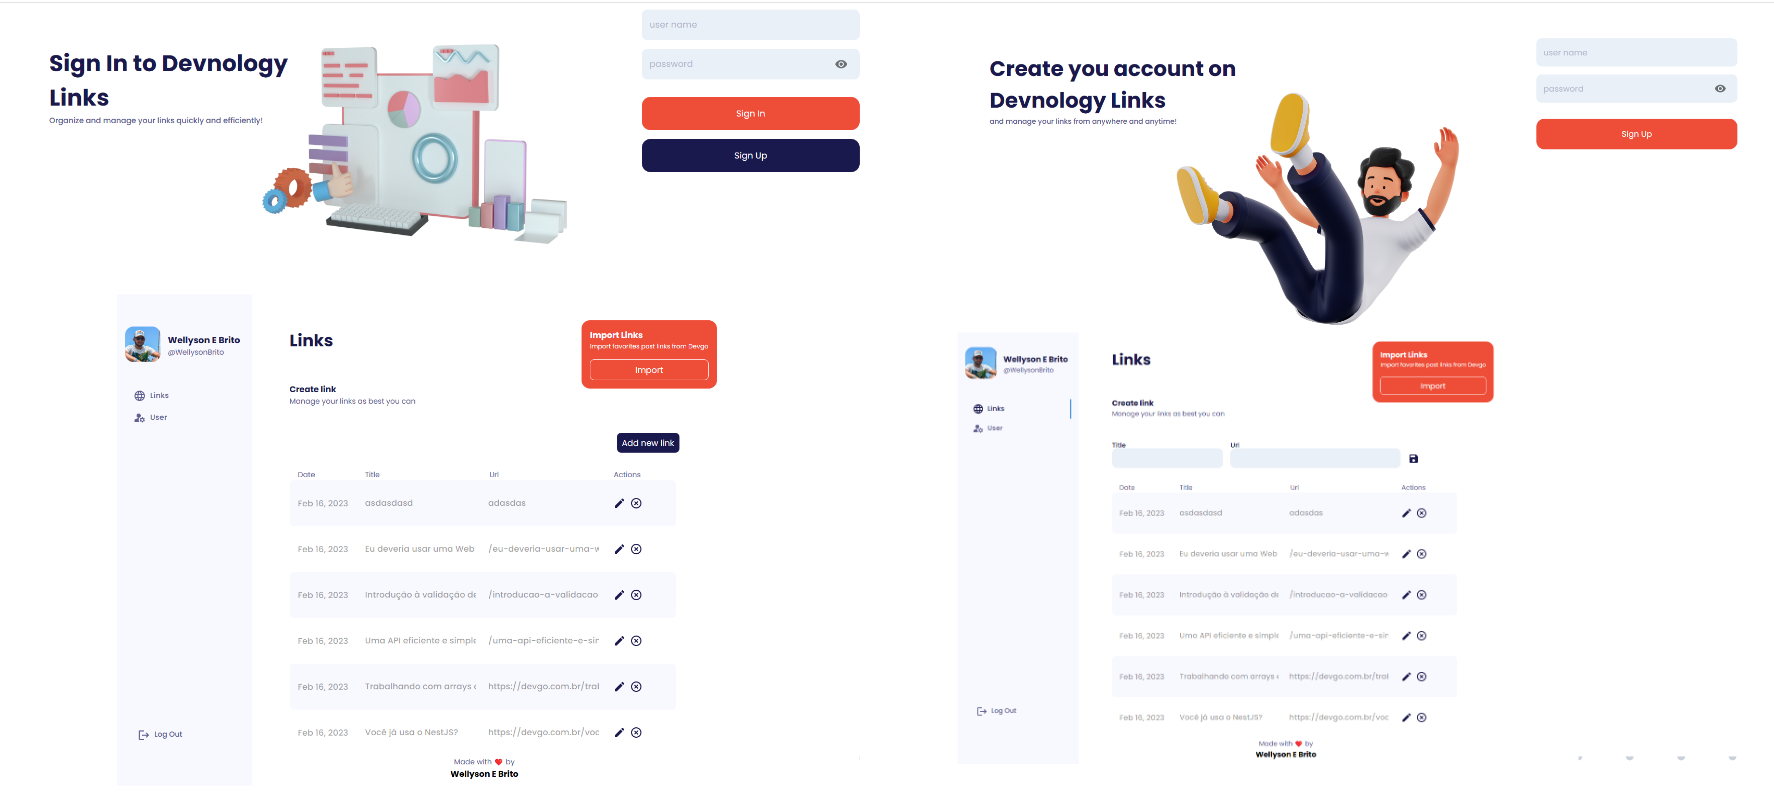 Sign In to Devnology
Links
Organize and manage your links quickly and efficiently!
user name
password
Sign In
Sign Up
Create you account on
Devnology Links
and manage your links from anywhere and anytime!
user name
password
Sign Up
Wellyson E Brito
@WellysonBrito
Links
User
Log Out
Links
Import Links
Import favorites post links from Devgo
Import
Create link
Manage your links as best you can
Add new link
Date Title Url Actions
Feb 16, 2023 asdasdasd adasdas
Feb 16, 2023 Eu deveria usar uma Web /eu-deveria-usar-uma-w
Feb 16, 2023 Introdução à validação de /introducao-a-validacao
Feb 16, 2023 Uma API eficiente e simple /uma-api-eficiente-e-sim
Feb 16, 2023 Trabalhando com arrays e https://devgo.com.br/tral
Feb 16, 2023 Você já usa o NestJS? https://devgo.com.br/voc
Made with ❤ by
Wellyson E Brito
Wellyson E Brito
@WellysonBrito
Links
User
Log Out
Links
Import Links
Import favorites post links from Devgo
Import
Create link
Manage your links as best you can
Title Url
Date Title Url Actions
Feb 16, 2023 asdasdasd adasdas
Feb 16, 2023 Eu deveria usar uma Web /eu-deveria-usar-uma-w
Feb 16, 2023 Introdução à validação de /introducao-a-validacao
Feb 16, 2023 Uma API eficiente e simple /uma-api-eficiente-e-sim
Feb 16, 2023 Trabalhando com arrays e https://devgo.com.br/tral
Feb 16, 2023 Você já usa o NestJS? https://devgo.com.br/voc
Made with ❤ by
Wellyson E Brito